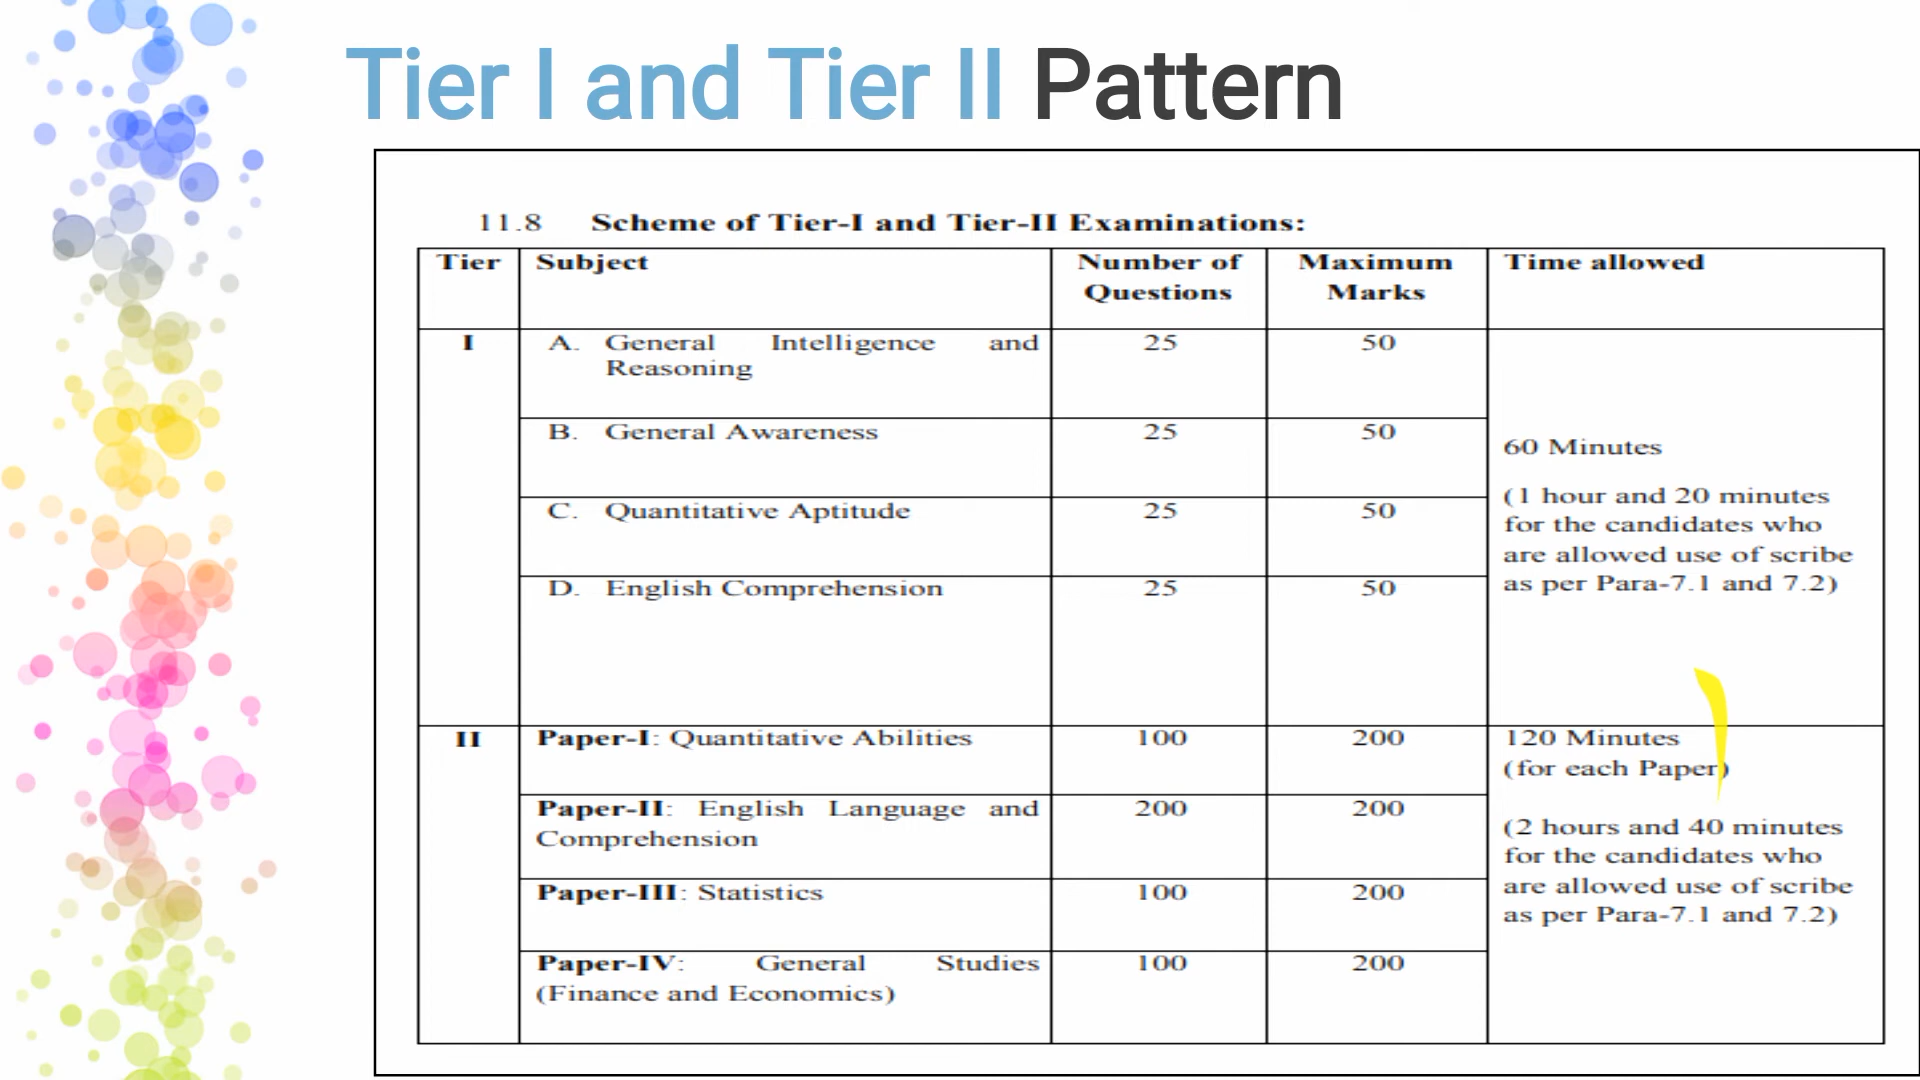 Tier I and Tier II Pattern
11.8 Scheme of Tier-I and Tier-II Examinations:
Tier Subject Number of Questions Maximum Marks Time allowed
I A. General Intelligence and Reasoning 25 50
B. General Awareness 25 50
C. Quantitative Aptitude 25 50
D. English Comprehension 25 50
60 Minutes
(1 hour and 20 minutes
for the candidates who
are allowed use of scribe
as per Para-7.1 and 7.2)
II Paper-I: Quantitative Abilities 100 200
Paper-II: English Language and Comprehension 200 200
Paper-III: Statistics 100 200
Paper-IV: General Studies (Finance and Economics) 100 200
120 Minutes
(for each Paper)
(2 hours and 40 minutes
for the candidates who
are allowed use of scribe
as per Para-7.1 and 7.2)